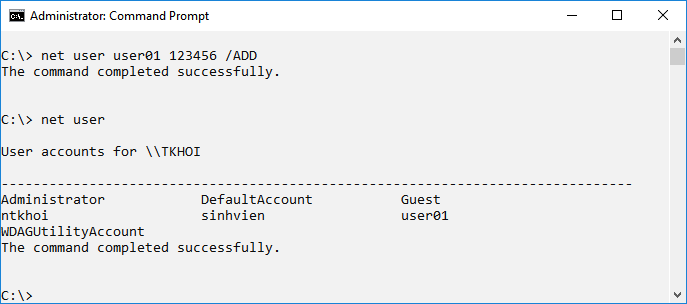 Administrator: Command Prompt
C:\> net user user01 123456 /ADD
The command completed successfully.
C:\> net user
User accounts for \\TKHOI
-------------------------------------------------------------------------------
Administrator            DefaultAccount           Guest
ntkhoi                   sinhvien                 user01
WDAGUtilityAccount
The command completed successfully.
C:\>